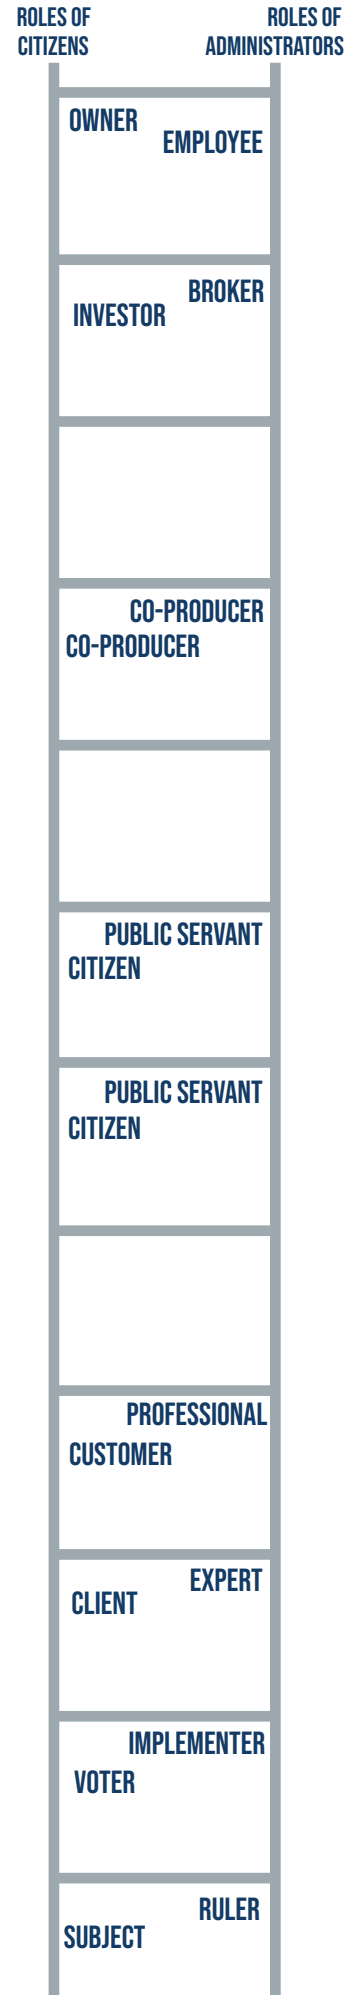 ROLES OF
CITIZENS
ROLES OF
ADMINISTRATORS
OWNER
EMPLOYEE
BROKER
INVESTOR
CO-PRODUCER
CO-PRODUCER
PUBLIC SERVANT
CITIZEN
PUBLIC SERVANT
CITIZEN
PROFESSIONAL
CUSTOMER
EXPERT
CLIENT
IMPLEMENTER
VOTER
RULER
SUBJECT